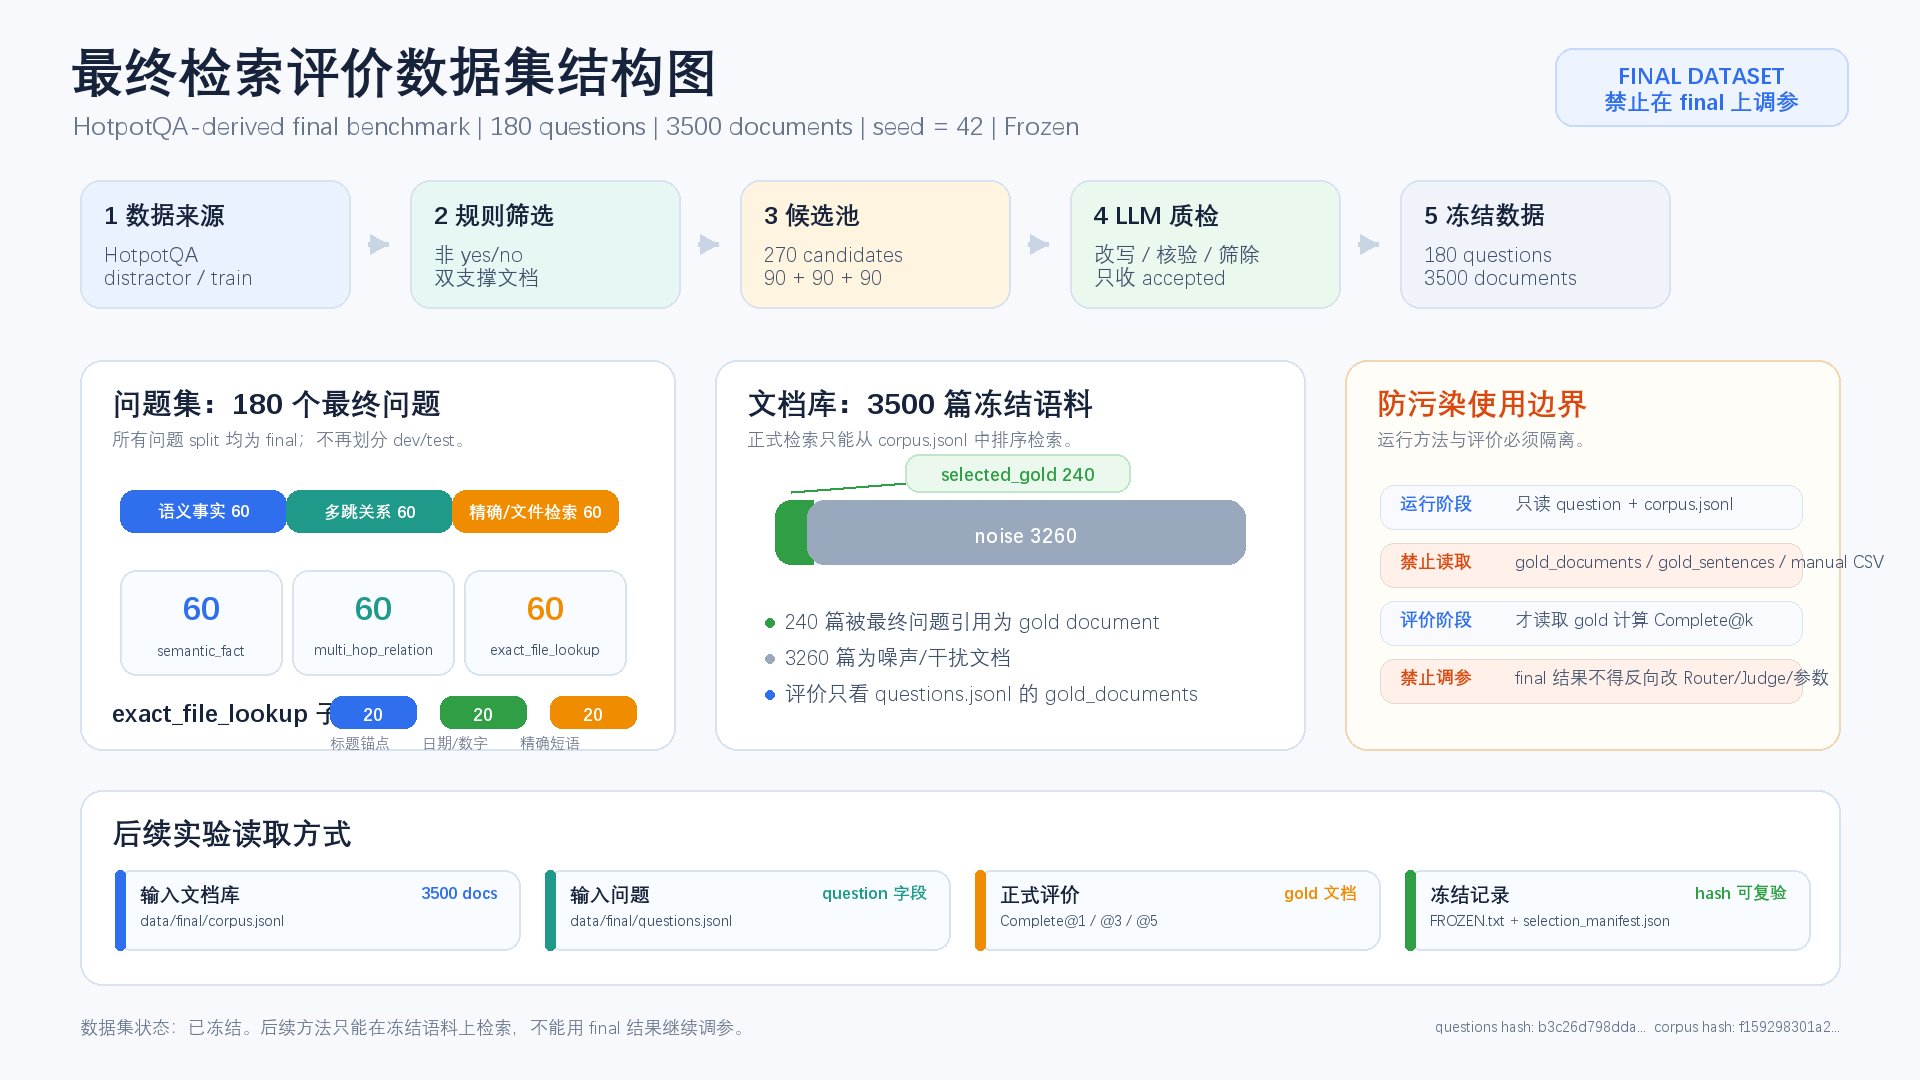 最终检索评价数据集结构图
HotpotQA-derived final benchmark | 180 questions | 3500 documents | seed = 42 | Frozen
FINAL DATASET
禁止在 final 上调参
1 数据来源
HotpotQA
distractor / train
2 规则筛选
非 yes/no
双支撑文档
3 候选池
270 candidates
90 + 90 + 90
4 LLM 质检
改写 / 核验 / 筛除
只收 accepted
5 冻结数据
180 questions
3500 documents
问题集：180 个最终问题
所有问题 split 均为 final；不再划分 dev/test。
语义事实 60
多跳关系 60
精确/文件检索 60
60
semantic_fact
60
multi_hop_relation
60
exact_file_lookup
exact_file_lookup
20
20
20
标题锚点
日期/数字
精确短语
文档库：3500 篇冻结语料
正式检索只能从 corpus.jsonl 中排序检索。
selected_gold 240
noise 3260
240 篇被最终问题引用为 gold document
3260 篇为噪声/干扰文档
评价只看 questions.jsonl 的 gold_documents
防污染使用边界
运行方法与评价必须隔离。
运行阶段 只读 question + corpus.jsonl
禁止读取 gold_documents / gold_sentences / manual CSV
评价阶段 才读取 gold 计算 Complete@k
禁止调参 final 结果不得反向改 Router/Judge/参数
后续实验读取方式
输入文档库
3500 docs
data/final/corpus.jsonl
输入问题
question 字段
data/final/questions.jsonl
正式评价
gold 文档
Complete@1 / @3 / @5
冻结记录
hash 可复验
FROZEN.txt + selection_manifest.json
数据集状态：已冻结。后续方法只能在冻结语料上检索，不能用 final 结果继续调参。
questions hash: b3c26d798dda... corpus hash: f159298301a2...